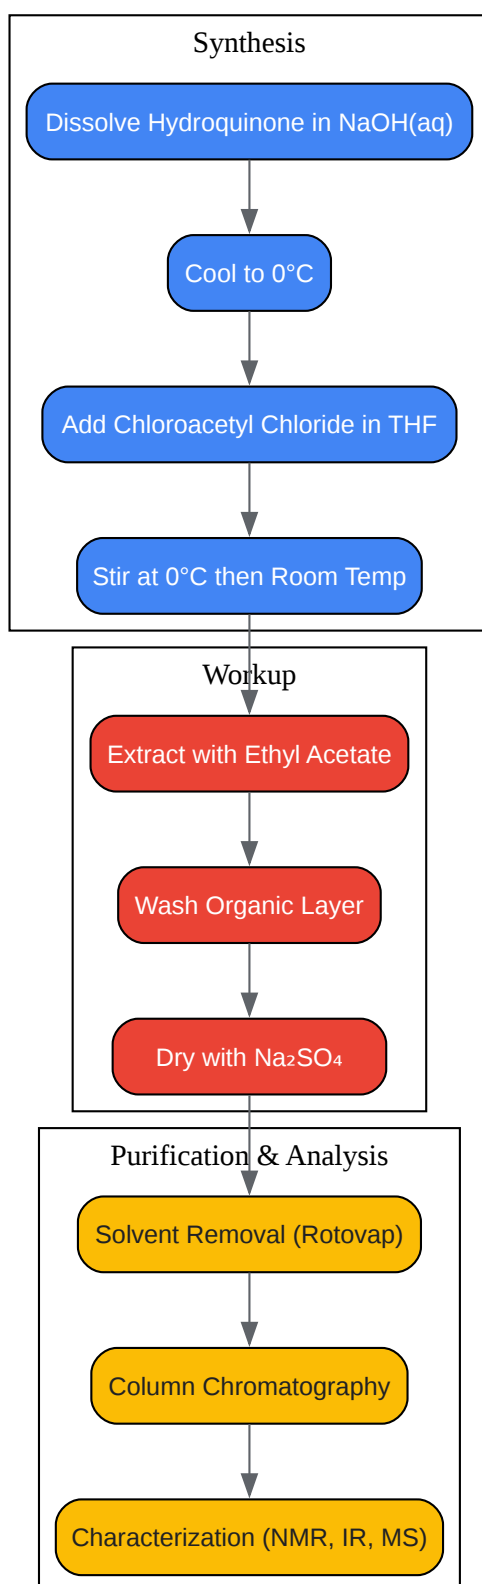 Synthesis
Dissolve Hydroquinone in NaOH(aq)
Cool to 0°C
Add Chloroacetyl Chloride in THF
Stir at 0°C then Room Temp
Workup
Extract with Ethyl Acetate
Wash Organic Layer
Dry with Na₂SO₄
Purification & Analysis
Solvent Removal (Rotovap)
Column Chromatography
Characterization (NMR, IR, MS)